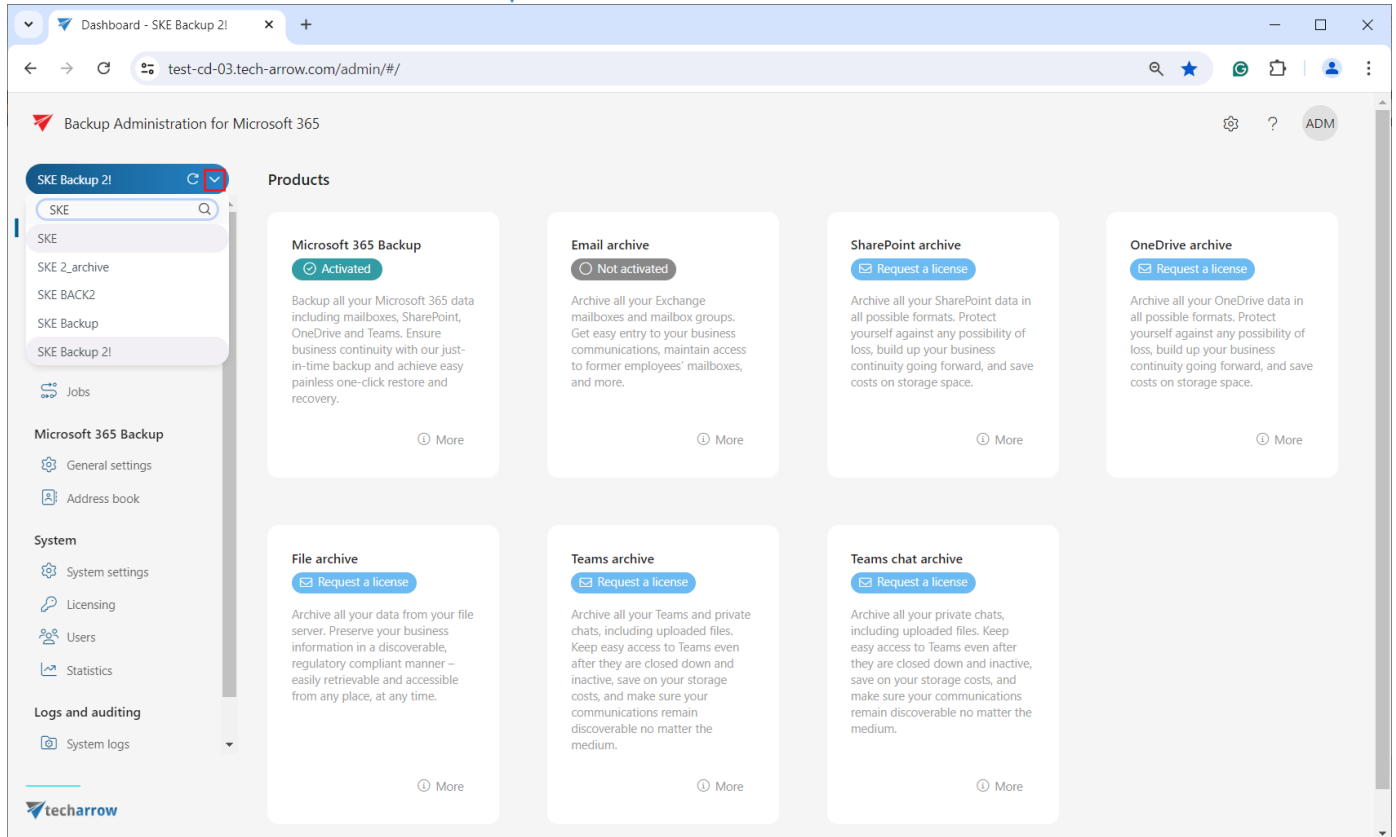 Dashboard - SKE Backup 2!
test-cd-03.tech-arrow.com/admin/#/
Backup Administration for Microsoft 365
ADM
SKE Backup 2!
SKE
SKE
SKE 2_archive
SKE BACK2
SKE Backup
SKE Backup 2!
Jobs
Microsoft 365 Backup
General settings
Address book
System
System settings
Licensing
Users
Statistics
Logs and auditing
System logs
techarrow
Products
Microsoft 365 Backup
Activated
Backup all your Microsoft 365 data
including mailboxes, SharePoint,
OneDrive and Teams. Ensure
business continuity with our just-
in-time backup and achieve easy
painless one-click restore and
recovery.
More
Email archive
Not activated
Archive all your Exchange
mailboxes and mailbox groups.
Get easy entry to your business
communications, maintain access
to former employees' mailboxes,
and more.
More
SharePoint archive
Request a license
Archive all your SharePoint data in
all possible formats. Protect
yourself against any possibility of
loss, build up your business
continuity going forward, and save
costs on storage space.
More
OneDrive archive
Request a license
Archive all your OneDrive data in
all possible formats. Protect
yourself against any possibility of
loss, build up your business
continuity going forward, and save
costs on storage space.
More
File archive
Request a license
Archive all your data from your file
server. Preserve your business
information in a discoverable,
regulatory compliant manner –
easily retrievable and accessible
from any place, at any time.
More
Teams archive
Request a license
Archive all your Teams and private
chats, including uploaded files.
Keep easy access to Teams even
after they are closed down and
inactive, save on your storage
costs, and make sure your
communications remain
discoverable no matter the
medium.
More
Teams chat archive
Request a license
Archive all your private chats,
including uploaded files. Keep
easy access to Teams even after
they are closed down and inactive,
save on your storage costs, and
make sure your communications
remain discoverable no matter the
medium.
More